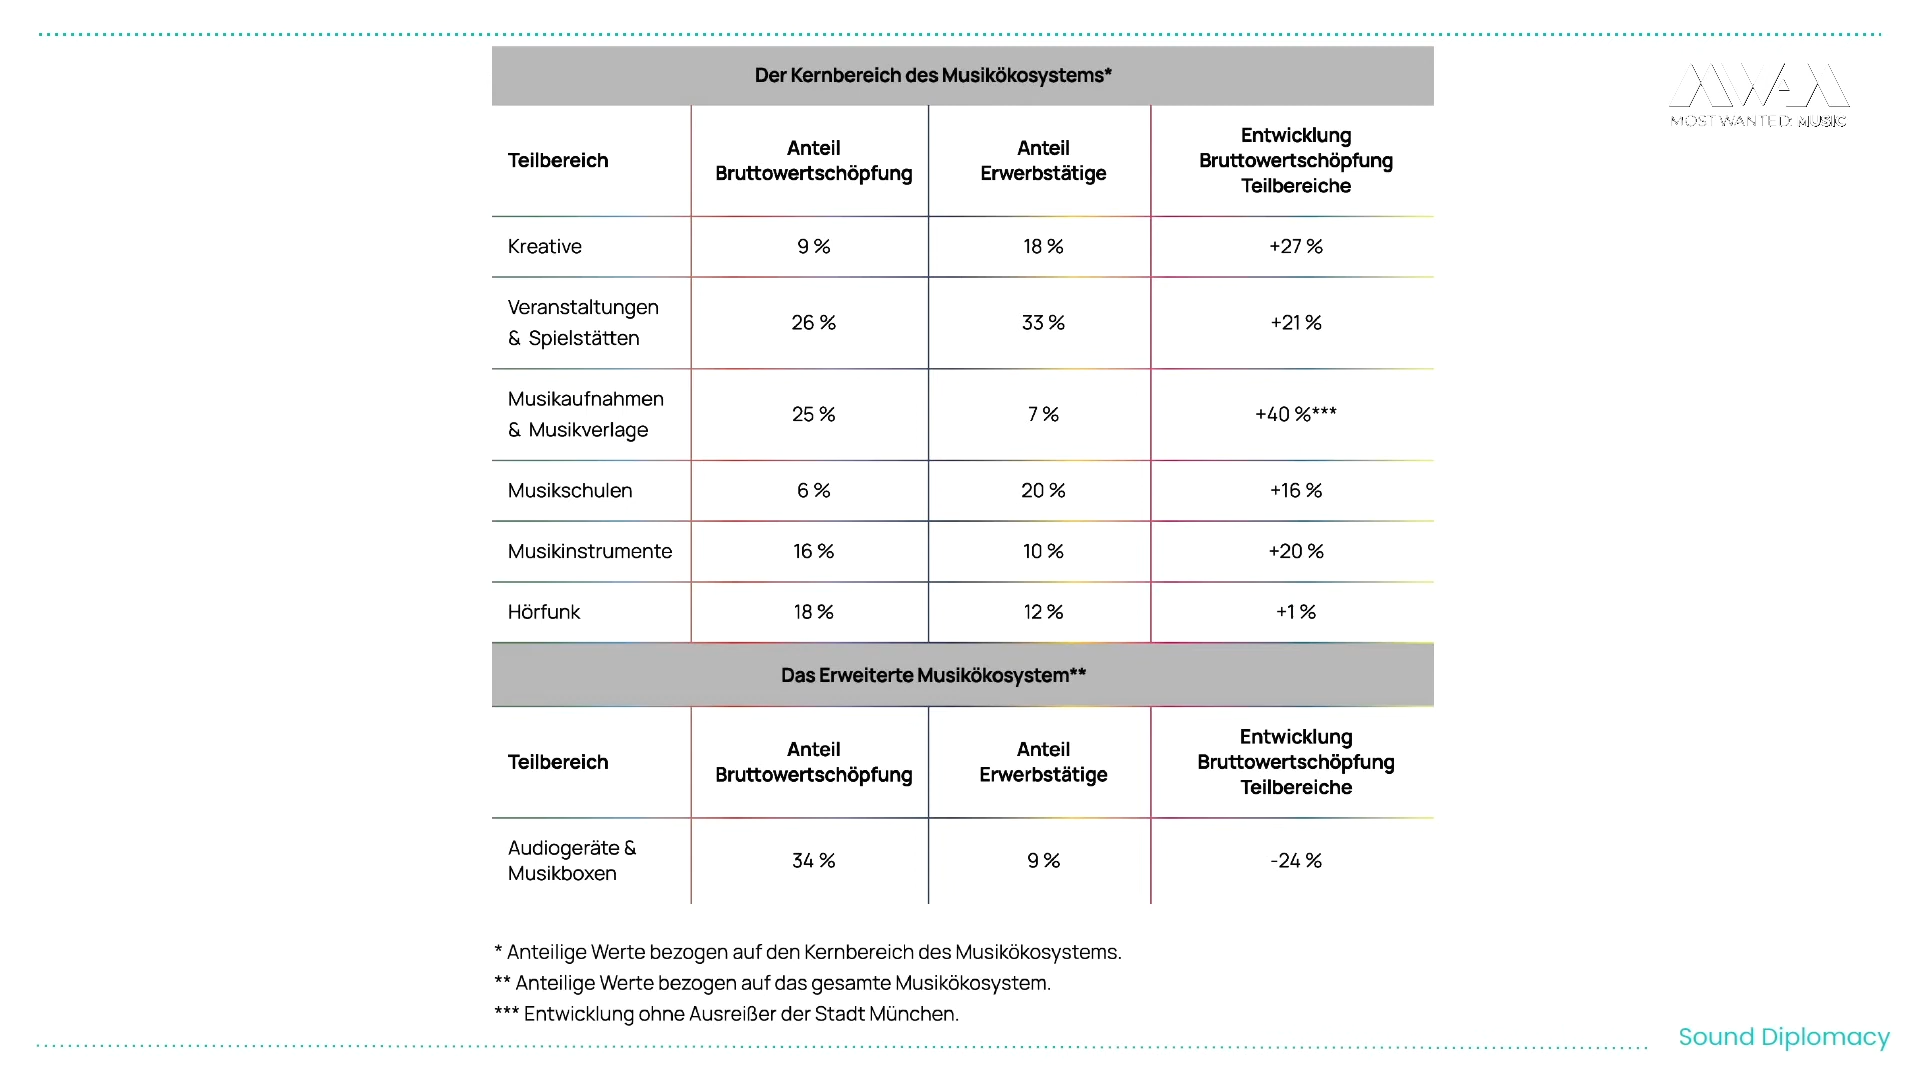 Der Kernbereich des Musikökosystems*
MOST WANTED: MUSIC
Teilbereich
Anteil
Bruttowertschöpfung
Anteil
Erwerbstätige
Entwicklung
Bruttowertschöpfung
Teilbereiche
Kreative
9 %
18 %
+27 %
Veranstaltungen
& Spielstätten
26 %
33 %
+21 %
Musikaufnahmen
& Musikverlage
25 %
7 %
+40 %***
Musikschulen
6 %
20 %
+16 %
Musikinstrumente
16 %
10 %
+20 %
Hörfunk
18 %
12 %
+1 %
Das Erweiterte Musikökosystem**
Teilbereich
Anteil
Bruttowertschöpfung
Anteil
Erwerbstätige
Entwicklung
Bruttowertschöpfung
Teilbereiche
Audiogeräte &
Musikboxen
34 %
9 %
-24 %
* Anteilige Werte bezogen auf den Kernbereich des Musikökosystems.
** Anteilige Werte bezogen auf das gesamte Musikökosystem.
*** Entwicklung ohne Ausreißer der Stadt München.
Sound Diplomacy